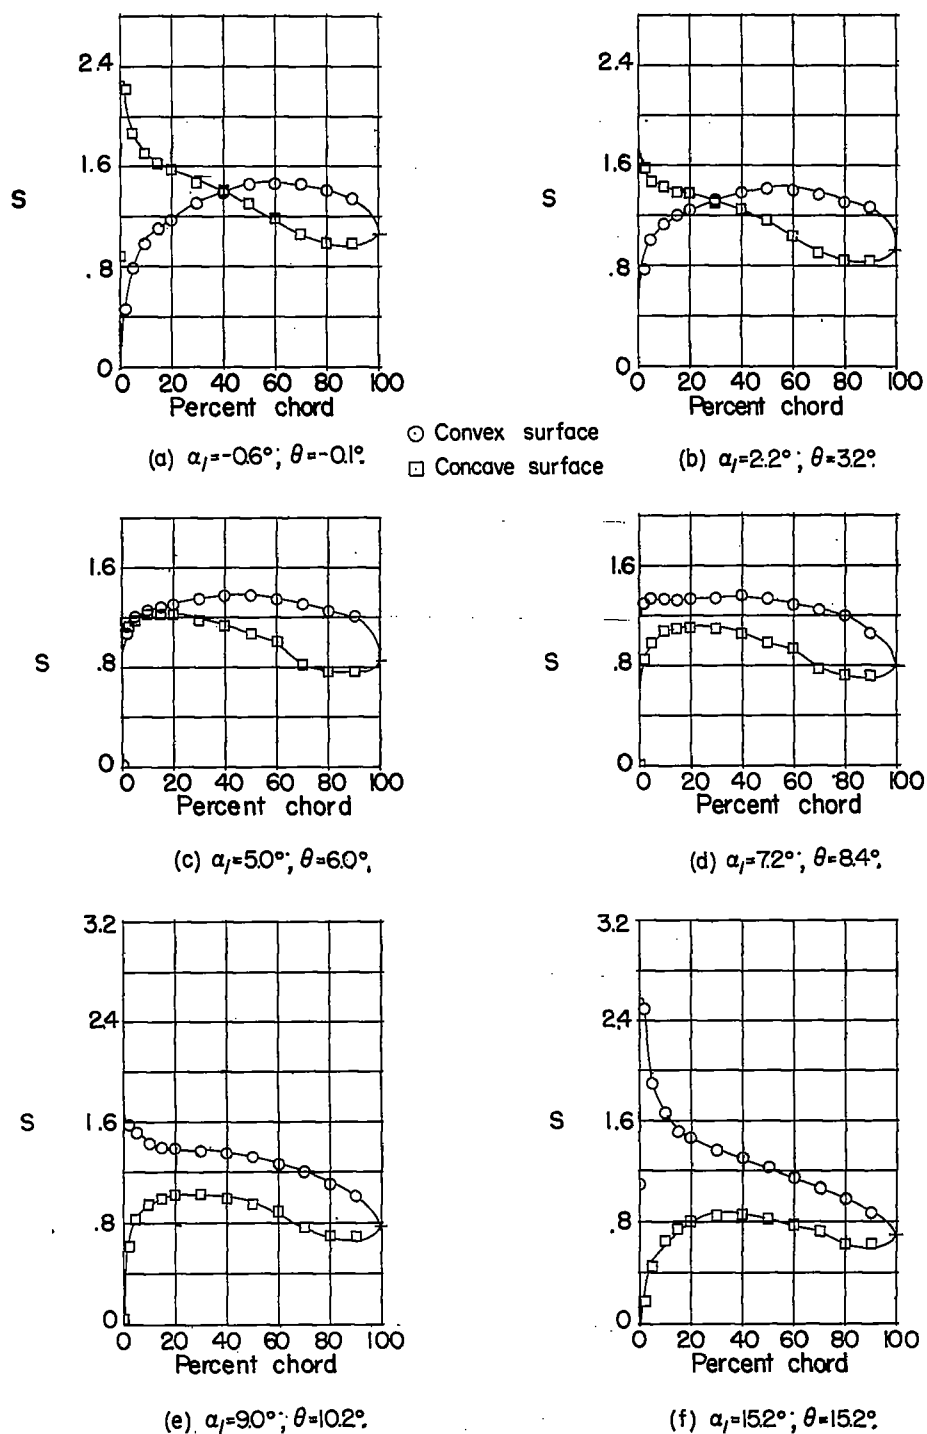 2.4
1.6
S
.8
0
0 20 40 60 80 100
Percent chord
(a) α₁=-0.6°; θ=-0.1°.
2.4
1.6
S
.8
0
0 20 40 60 80 100
Percent chord
(b) α₁=2.2°; θ=3.2°.
Convex surface
Concave surface
1.6
S
.8
0
0 20 40 60 80 100
Percent chord
(c) α₁=5.0°; θ=6.0°.
1.6
S
.8
0
0 20 40 60 80 100
Percent chord
(d) α₁=7.2°; θ=8.4°.
3.2
2.4
1.6
S
.8
0
0 20 40 60 80 100
Percent chord
(e) α₁=9.0°; θ=10.2°.
3.2
2.4
1.6
S
.8
0
0 20 40 60 80 100
Percent chord
(f) α₁=15.2°; θ=15.2°.